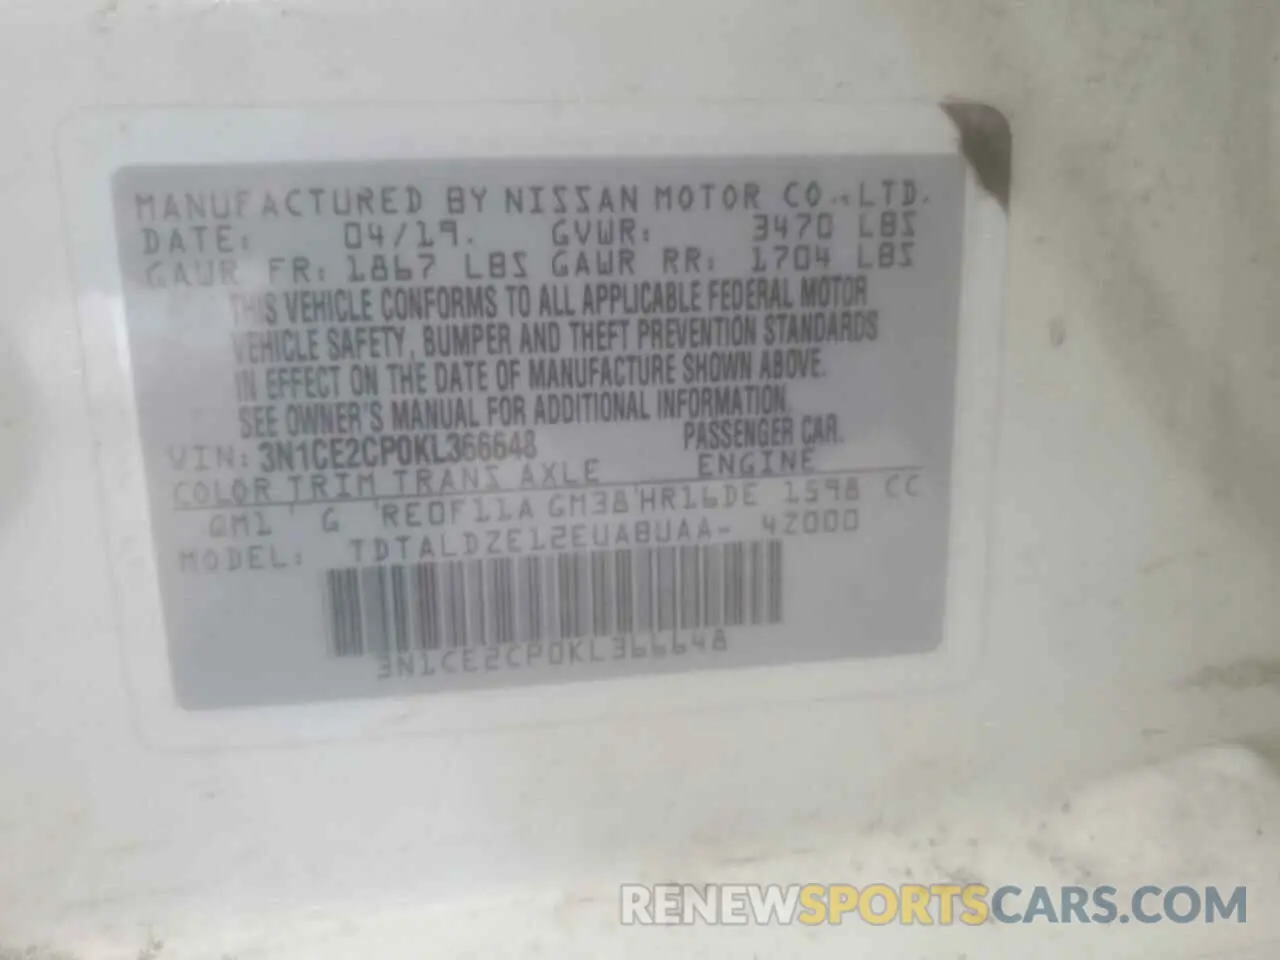 MANUFACTURED BY NISSAN MOTOR CO.,LTD.
DATE: 04/19. GVWR: 3470 LBS
GAWR FR: 1867 LBS GAWR RR: 1704 LBS
THIS VEHICLE CONFORMS TO ALL APPLICABLE FEDERAL MOTOR
VEHICLE SAFETY, BUMPER AND THEFT PREVENTION STANDARDS
IN EFFECT ON THE DATE OF MANUFACTURE SHOWN ABOVE.
SEE OWNER'S MANUAL FOR ADDITIONAL INFORMATION.
VIN: 3N1CE2CP0KL366648 PASSENGER CAR.
COLOR TRIM TRANS AXLE ENGINE
QM1 G RE0F11A GM38 HR16DE 1598 CC
MODEL: TDTALDZE12EUA8UAA- 4Z000
3N1CE2CP0KL366648
RENEWSPORTSCARS.COM